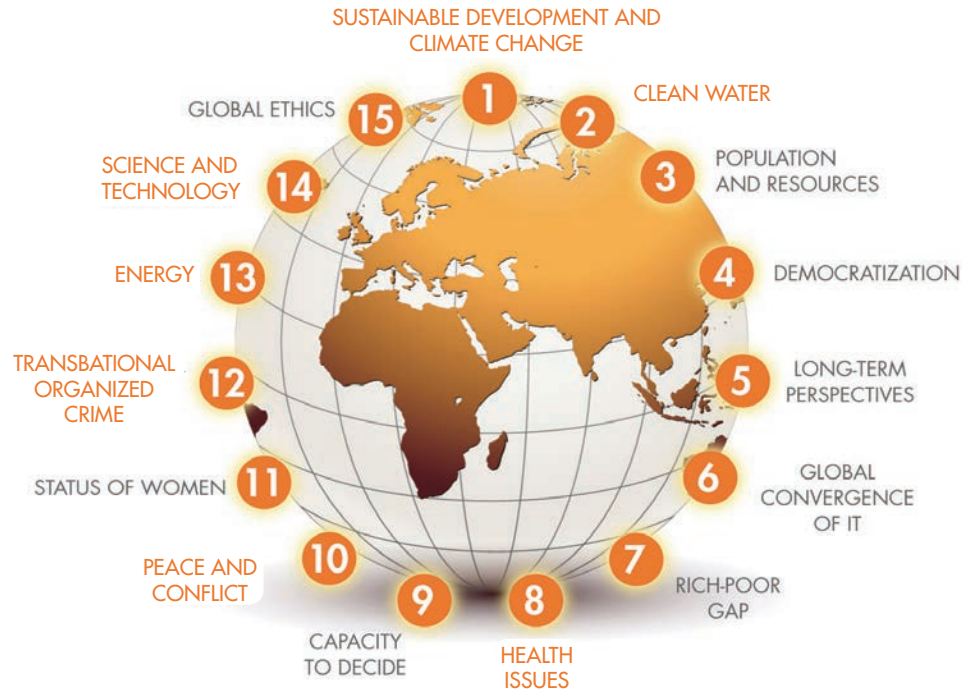 SUSTAINABLE DEVELOPMENT AND
CLIMATE CHANGE
1
CLEAN WATER
2
POPULATION
AND RESOURCES
3
DEMOCRATIZATION
4
LONG-TERM
PERSPECTIVES
5
GLOBAL
CONVERGENCE
OF IT
6
RICH-POOR
GAP
7
HEALTH
ISSUES
8
CAPACITY
TO DECIDE
9
PEACE AND
CONFLICT
10
STATUS OF WOMEN
11
TRANSBATIONAL
ORGANIZED
CRIME
12
ENERGY
13
SCIENCE AND
TECHNOLOGY
14
GLOBAL ETHICS
15